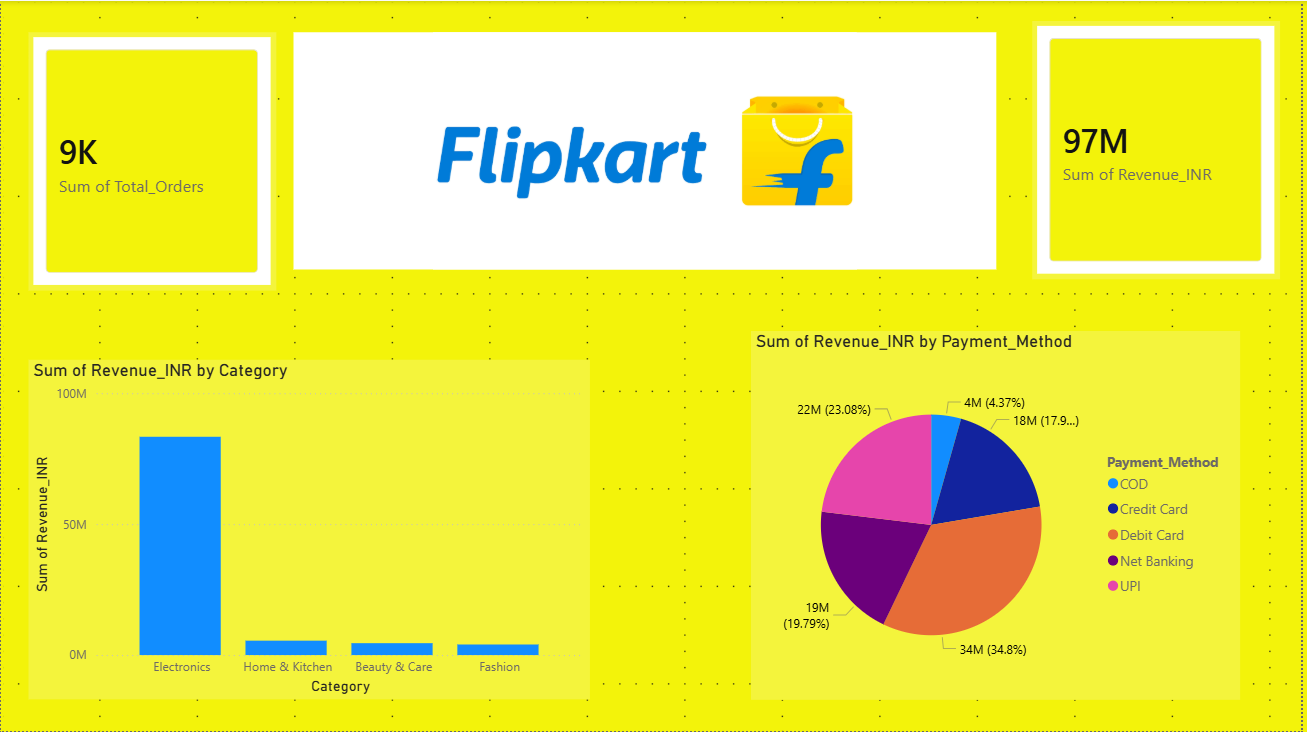 9K
Sum of Total_Orders
Flipkart
f
97M
Sum of Revenue_INR
Sum of Revenue_INR by Category
100M
50M
0M
Sum of Revenue_INR
Electronics
Home & Kitchen
Beauty & Care
Fashion
Category
Sum of Revenue_INR by Payment_Method
4M (4.37%)
18M (17.9...)
22M (23.08%)
19M
(19.79%)
34M (34.8%)
Payment_Method
COD
Credit Card
Debit Card
Net Banking
UPI